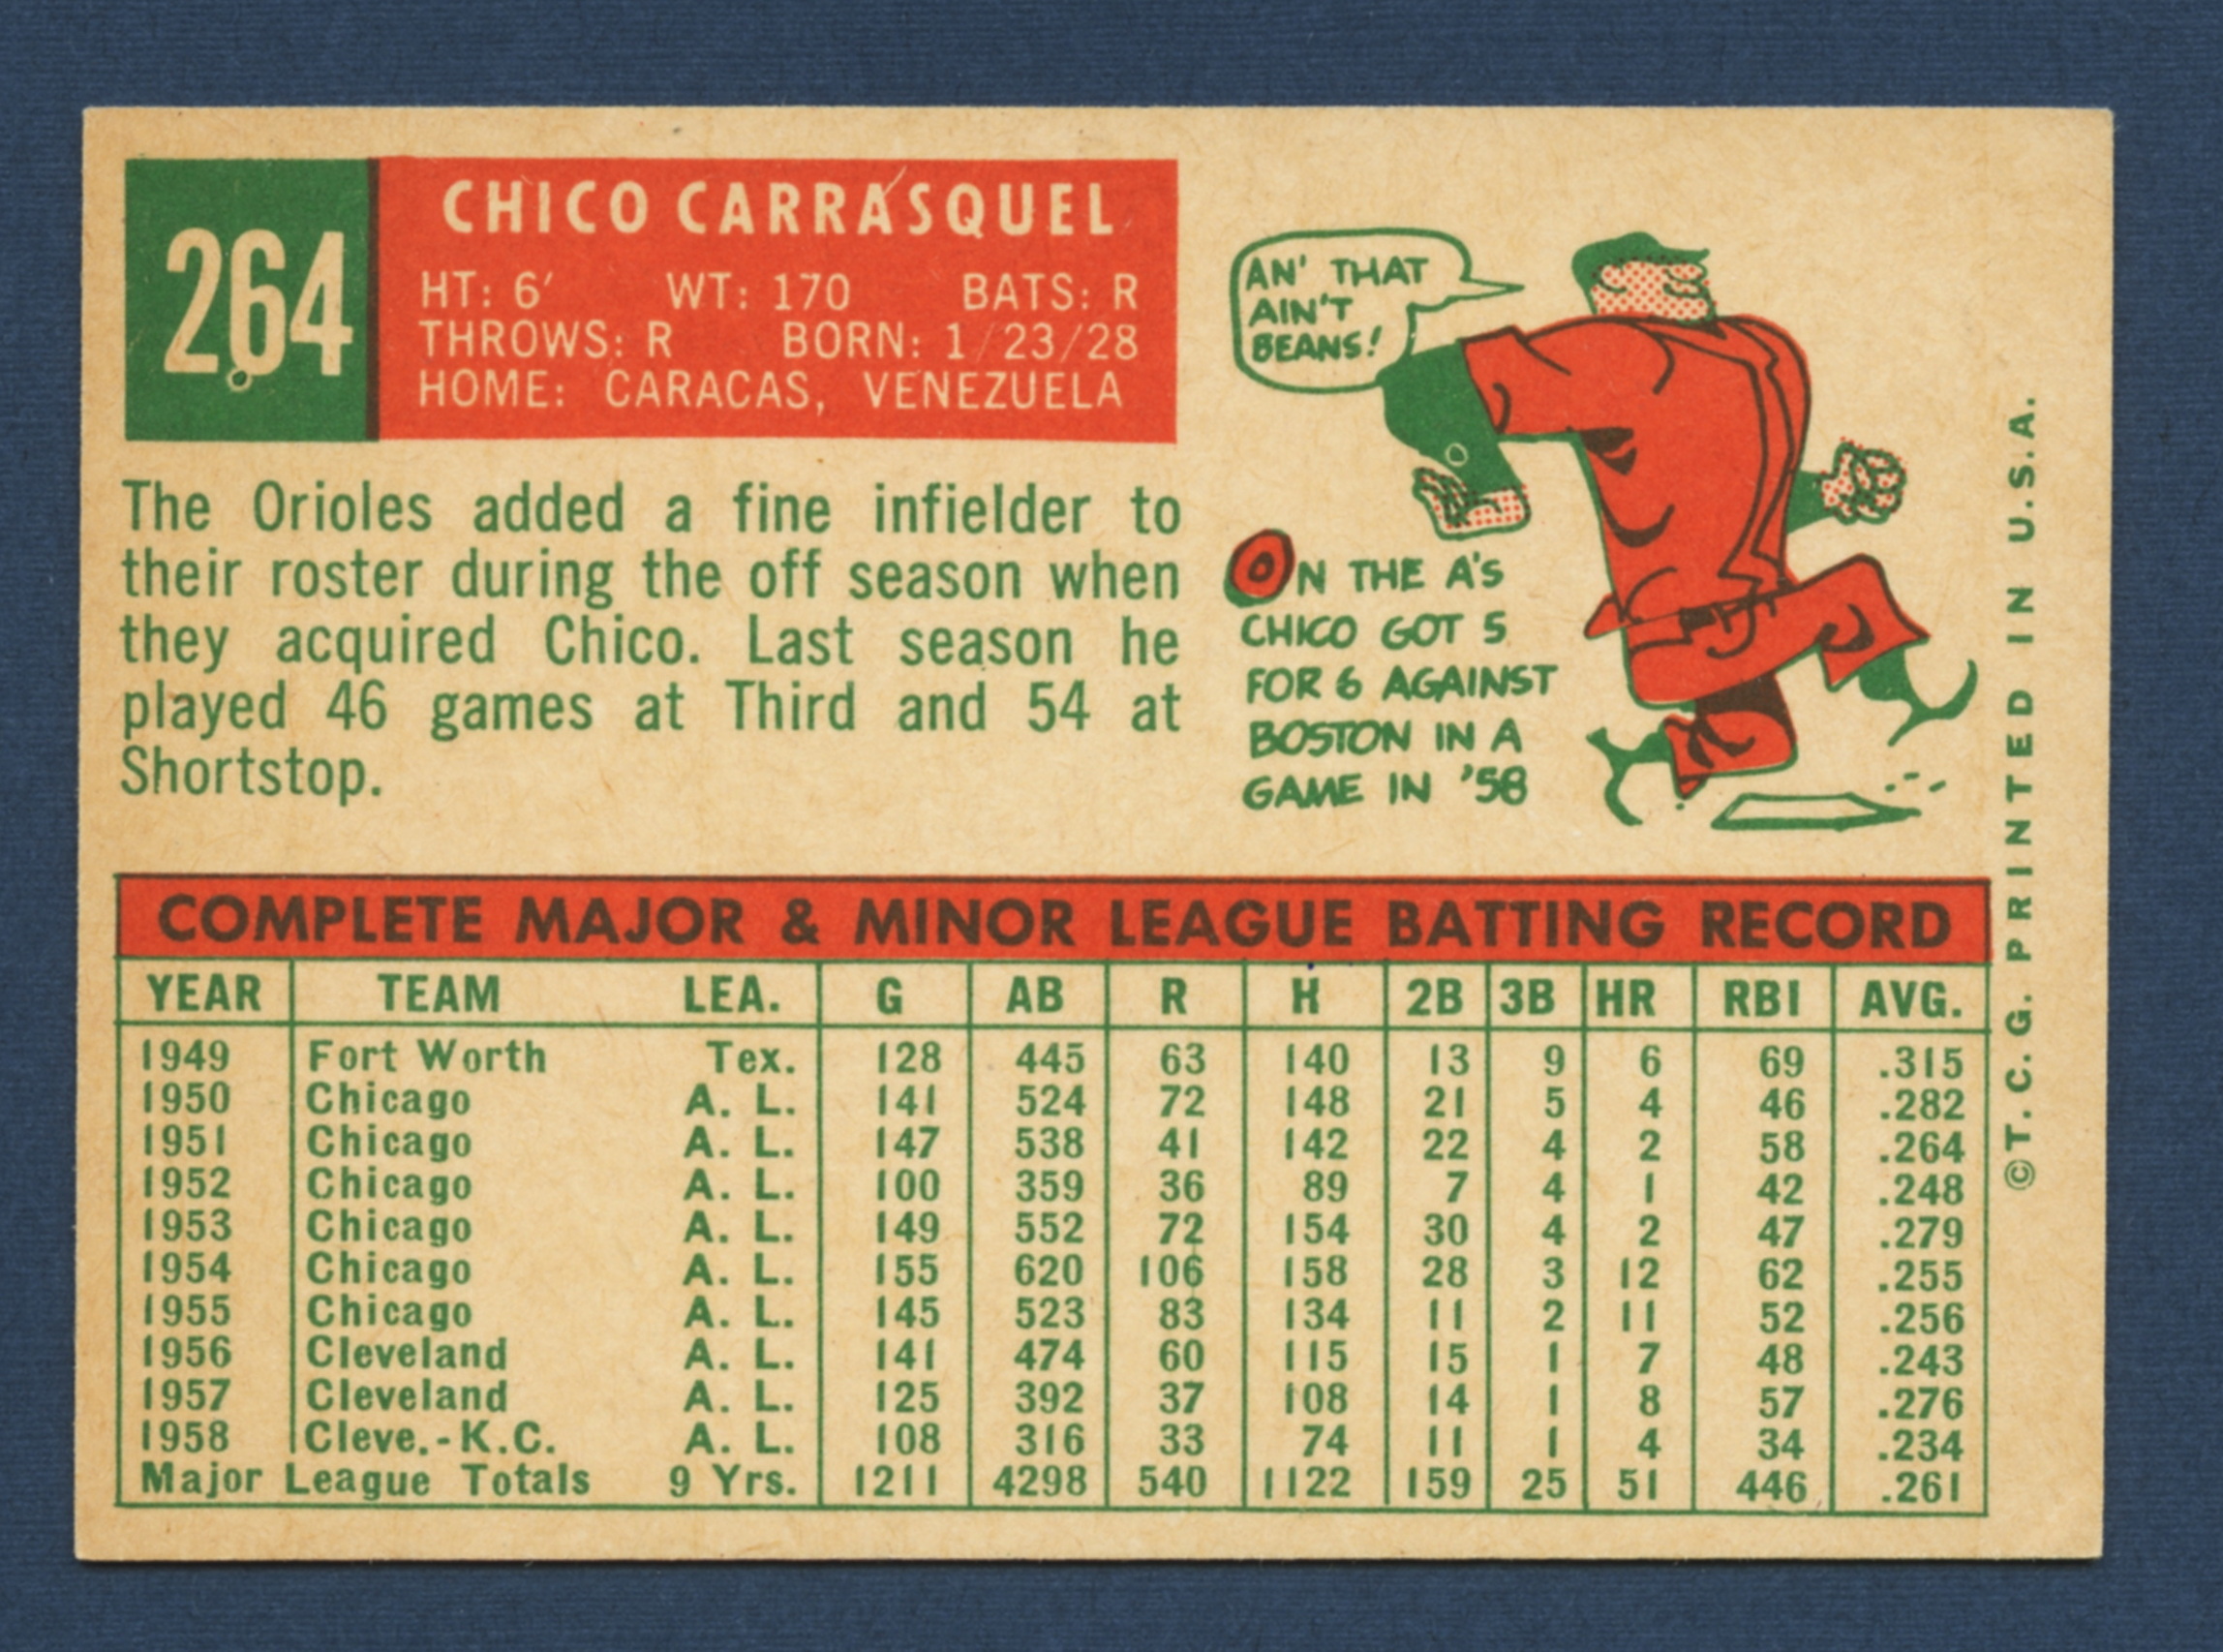 264
CHICO CARRASQUEL
HT: 6' WT: 170 BATS: R
THROWS: R BORN: 1/23/28
HOME: CARACAS, VENEZUELA
The Orioles added a fine infielder to
their roster during the off season when
they acquired Chico. Last season he
played 46 games at Third and 54 at
Shortstop.
AN' THAT
AIN'T
BEANS!
ON THE A'S
CHICO GOT 5
FOR 6 AGAINST
BOSTON IN A
GAME IN '58
COMPLETE MAJOR & MINOR LEAGUE BATTING RECORD
YEAR TEAM LEA. G AB R H 2B 3B HR RBI AVG.
1949 Fort Worth Tex. 128 445 63 140 13 9 6 69 .315
1950 Chicago A. L. 141 524 72 148 21 5 4 46 .282
1951 Chicago A. L. 147 538 41 142 22 4 2 58 .264
1952 Chicago A. L. 100 359 36 89 7 4 1 42 .248
1953 Chicago A. L. 149 552 72 154 30 4 2 47 .279
1954 Chicago A. L. 155 620 106 158 28 3 12 62 .255
1955 Chicago A. L. 145 523 83 134 11 2 11 52 .256
1956 Cleveland A. L. 141 474 60 115 15 1 7 48 .243
1957 Cleveland A. L. 125 392 37 108 14 1 8 57 .276
1958 Cleve.-K.C. A. L. 108 316 33 74 11 1 4 34 .234
Major League Totals 9 Yrs. 1211 4298 540 1122 159 25 51 446 .261
©T.C.G. PRINTED IN U.S.A.